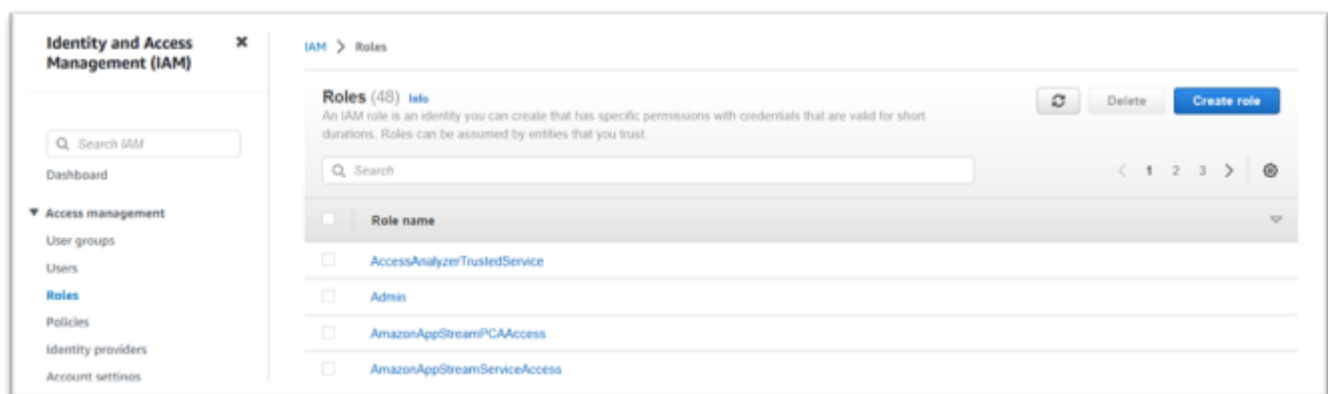 Identity and Access
Management (IAM)
Search IAM
Dashboard
Access management
User groups
Users
Roles
Policies
Identity providers
Account settings
IAM > Roles
Roles (48) Info
An IAM role is an identity you can create that has specific permissions with credentials that are valid for short
durations. Roles can be assumed by entities that you trust.
Delete
Create role
Search
1 2 3
Role name
AccessAnalyzerTrustedService
Admin
AmazonAppStreamPCAAccess
AmazonAppStreamServiceAccess